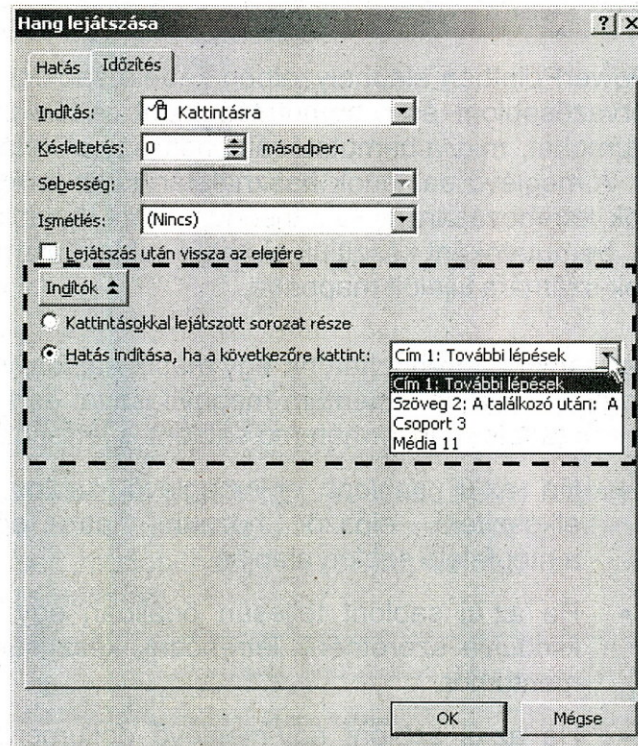 Hang lejátszása
Hatás Időzítés
Indítás: Kattintásra
Késleltetés: 0 másodperc
Sebesség:
Ismétlés: (Nincs)
Lejátszás után vissza az elejére
Indítók
Kattintásokkal lejátszott sorozat része
Hatás indítása, ha a következőre kattint: Cím 1: További lépések
Cím 1: További lépések
Szöveg 2: A találkozó után: A
Csoport 3
Média 11
OK Mégse